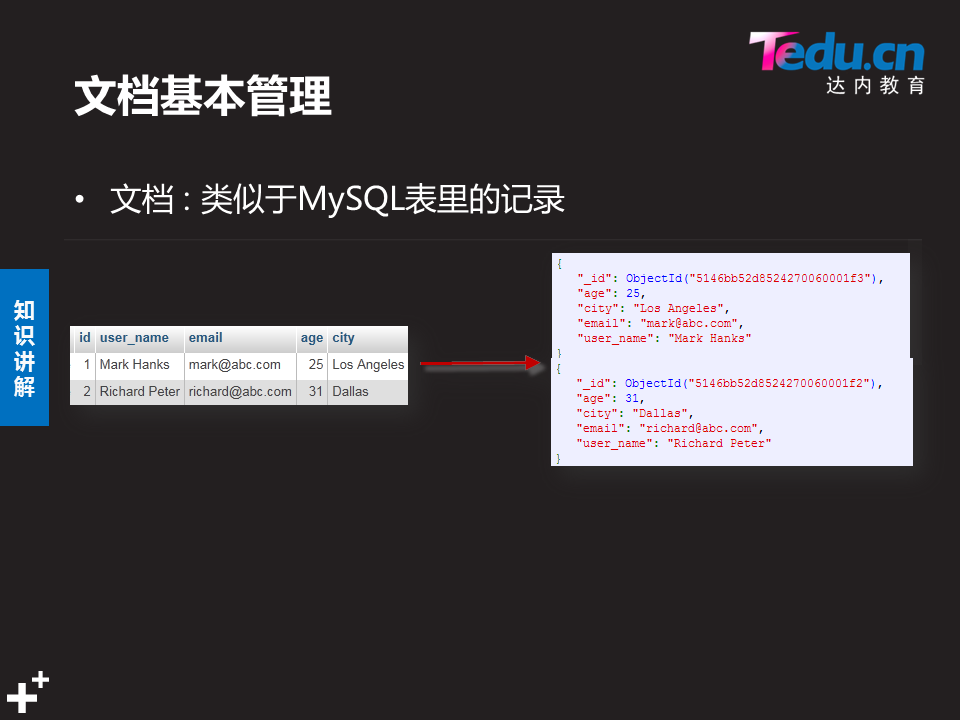 Tedu.cn
达内教育
文档基本管理
• 文档：类似于MySQL表里的记录
知识讲解
id user_name email age city
1 Mark Hanks mark@abc.com 25 Los Angeles
2 Richard Peter richard@abc.com 31 Dallas
{
"_id": ObjectId("5146bb52d8524270060001f3"),
"age": 25,
"city": "Los Angeles",
"email": "mark@abc.com",
"user_name": "Mark Hanks"
}
{
"_id": ObjectId("5146bb52d8524270060001f2"),
"age": 31,
"city": "Dallas",
"email": "richard@abc.com",
"user_name": "Richard Peter"
}